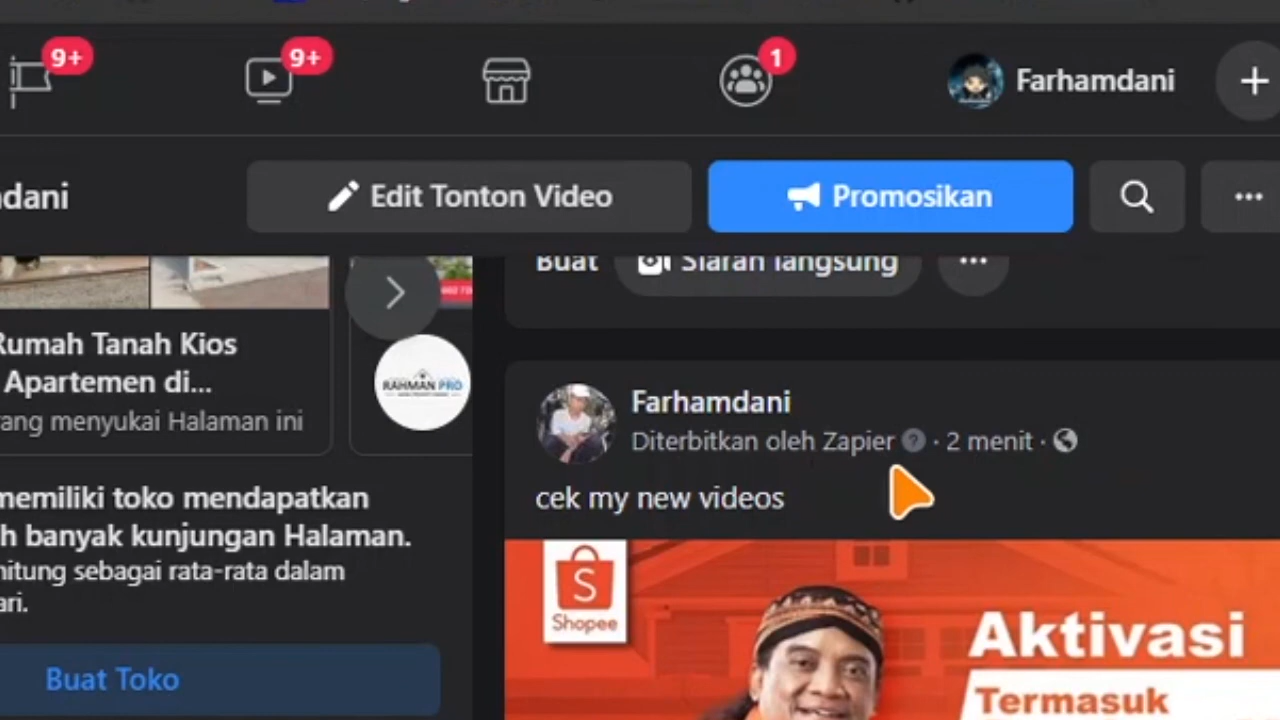 9+
9+
1
Farhamdani
dani
Edit Tonton Video
Promosikan
Buat
Siaran langsung
Rumah Tanah Kios
Apartemen di...
rang menyukai Halaman ini
RAHMAN PRO
memiliki toko mendapatkan
h banyak kunjungan Halaman.
hitung sebagai rata-rata dalam
ari.
Buat Toko
Farhamdani
Diterbitkan oleh Zapier · 2 menit ·
cek my new videos
Shopee
Aktivasi
Termasuk